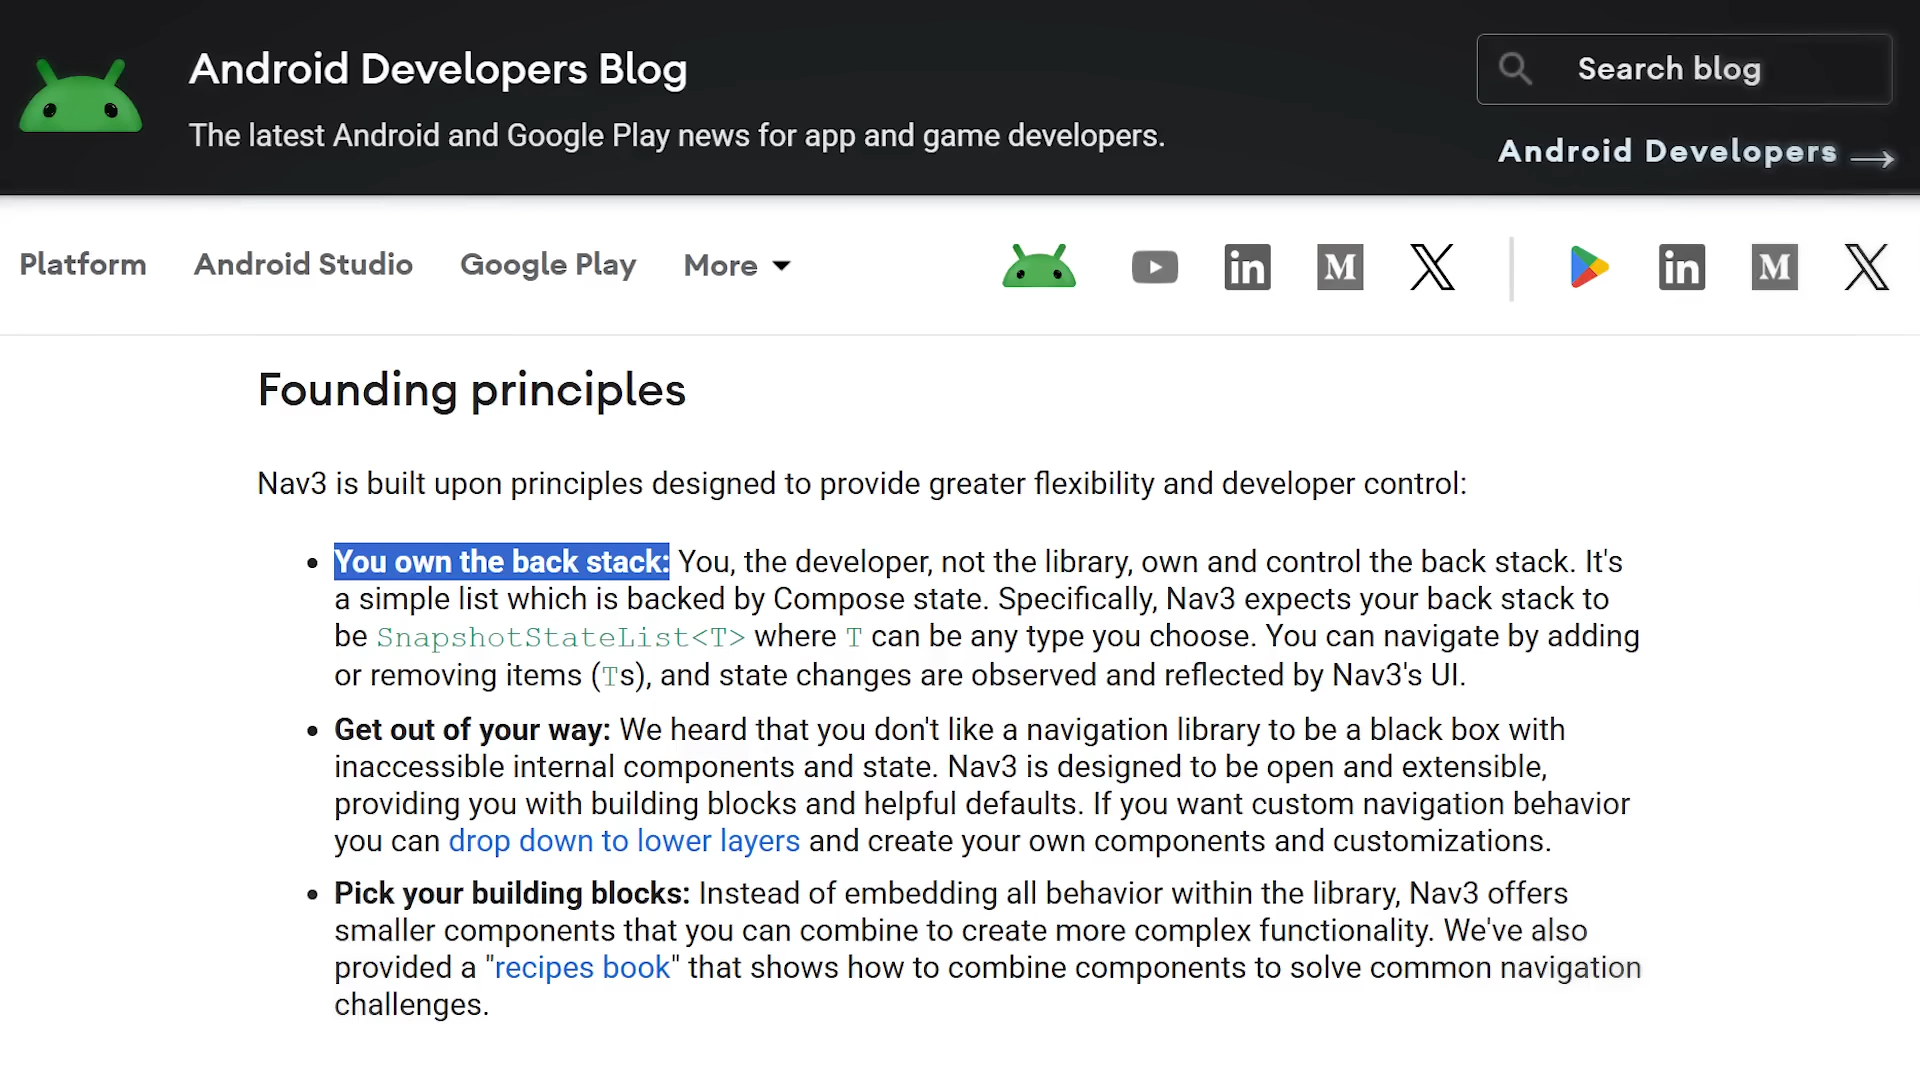 Android Developers Blog
The latest Android and Google Play news for app and game developers.
Search blog
Android Developers →
Platform
Android Studio
Google Play
More
in
M
X
in
M
X
Founding principles
Nav3 is built upon principles designed to provide greater flexibility and developer control:
• You own the back stack: You, the developer, not the library, own and control the back stack. It's
a simple list which is backed by Compose state. Specifically, Nav3 expects your back stack to
be SnapshotStateList<T> where T can be any type you choose. You can navigate by adding
or removing items (Ts), and state changes are observed and reflected by Nav3's UI.
• Get out of your way: We heard that you don't like a navigation library to be a black box with
inaccessible internal components and state. Nav3 is designed to be open and extensible,
providing you with building blocks and helpful defaults. If you want custom navigation behavior
you can drop down to lower layers and create your own components and customizations.
• Pick your building blocks: Instead of embedding all behavior within the library, Nav3 offers
smaller components that you can combine to create more complex functionality. We've also
provided a "recipes book" that shows how to combine components to solve common navigation
challenges.